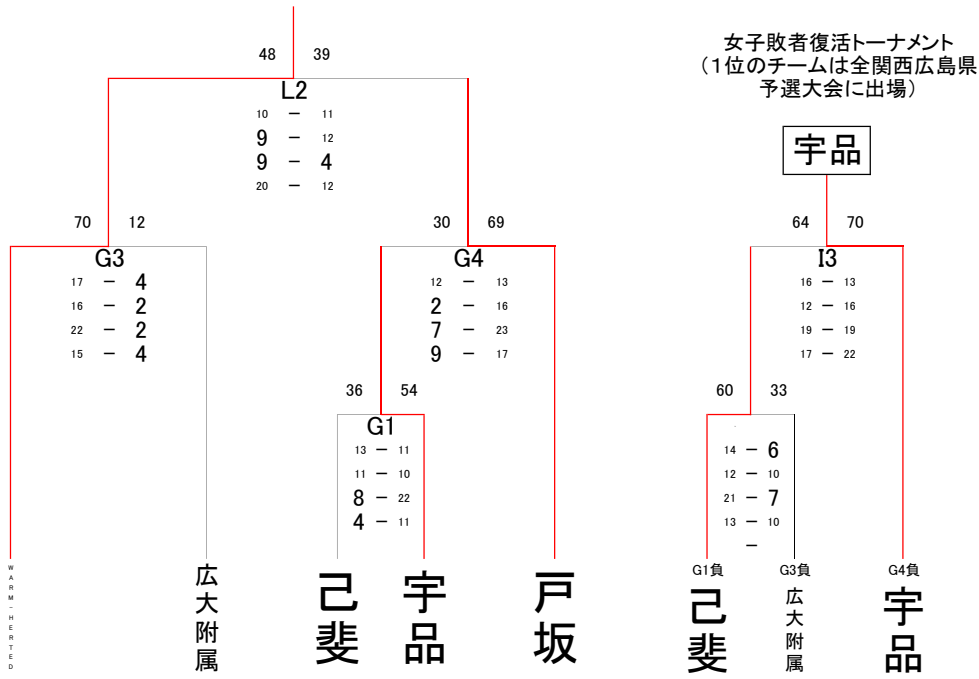 48 39
L2
10 － 11
9 － 12
9 － 4
20 － 12
女子敗者復活トーナメント
（１位のチームは全関西広島県
予選大会に出場）
宇品
70 12
G3
17 － 4
16 － 2
22 － 2
15 － 4
30 69
G4
12 － 13
2 － 16
7 － 23
9 － 17
64 70
I3
16 － 13
12 － 16
19 － 19
17 － 22
36 54
G1
13 － 11
11 － 10
8 － 22
4 － 11
60 33
14 － 6
12 － 10
21 － 7
13 － 10
－
WARM－HERTED
広大附属
己斐
宇品
戸坂
G1負
己斐
G3負
広大附属
G4負
宇品